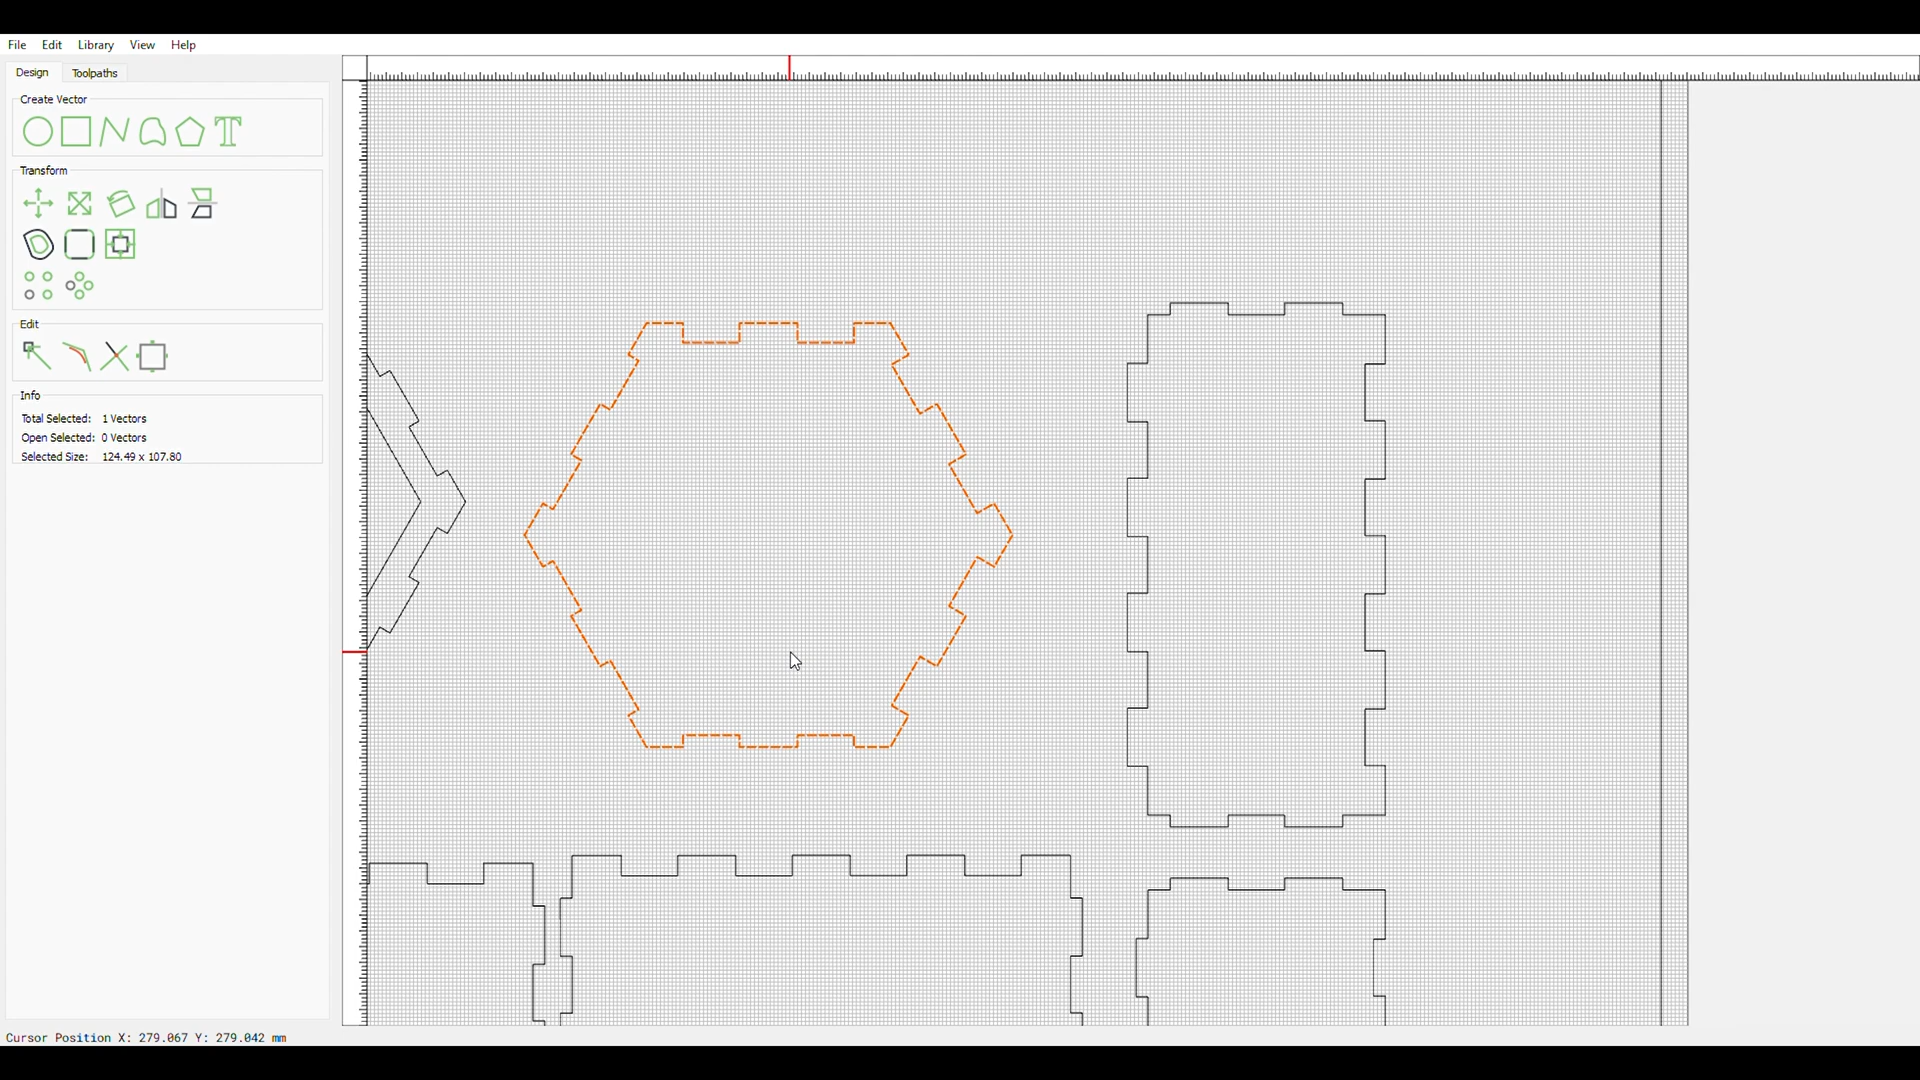 File Edit Library View Help
Design Toolpaths
Create Vector
Transform
Edit
Info
Total Selected: 1 Vectors
Open Selected: 0 Vectors
Selected Size: 124.49 x 107.80
Cursor Position X: 279.067 Y: 279.042 mm